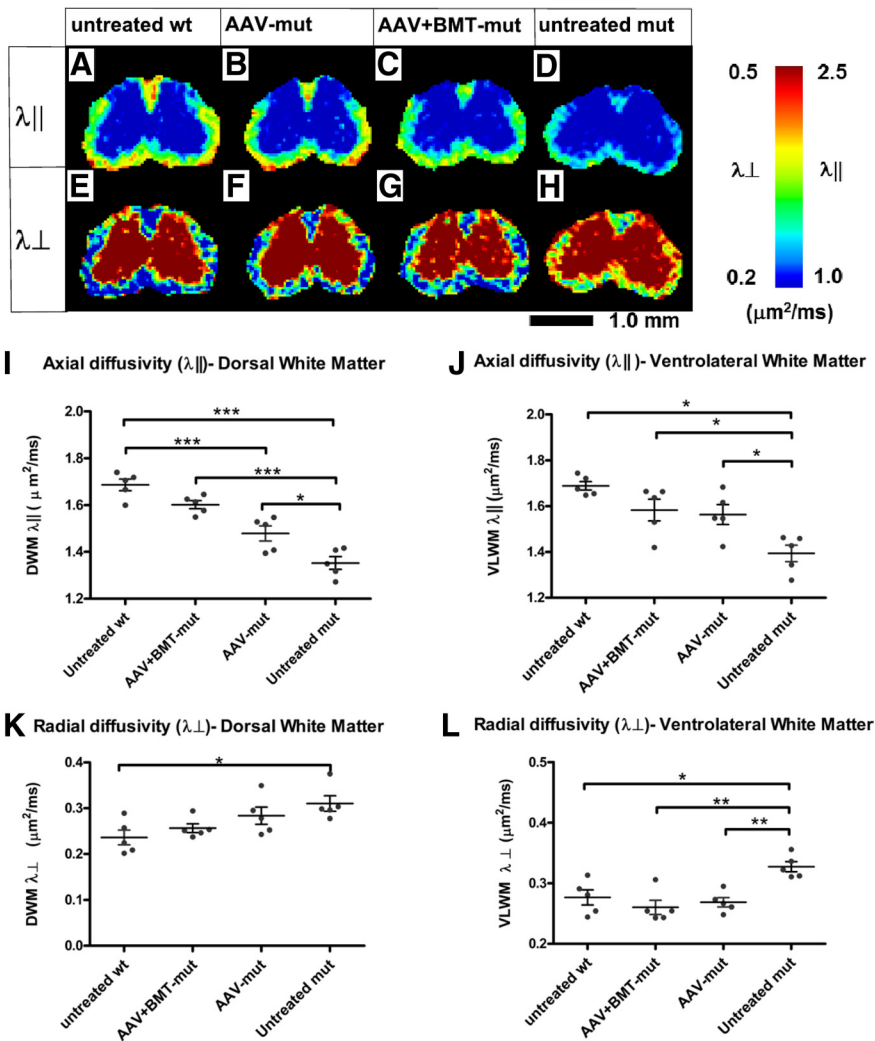 untreated wt AAV-mut AAV+BMT-mut untreated mut
λ||
A B C D
λ⊥
E F G H
0.5 2.5
λ⊥ λ||
0.2 1.0
(μm²/ms)
1.0 mm
I Axial diffusivity (λ||)- Dorsal White Matter
DWM λ|| ( μ m²/ms)
2.0
1.8
1.6
1.4
1.2
***
***
***
*
Untreated wt
AAV+BMT-mut
AAV-mut
Untreated mut
J Axial diffusivity (λ|| )- Ventrolateral White Matter
VLWM λ|| (μm²/ms)
2.0
1.8
1.6
1.4
1.2
*
*
*
untreated wt
AAV+BMT-mut
AAV-mut
Untreated mut
K Radial diffusivity (λ⊥)- Dorsal White Matter
DWM λ⊥ (μm²/ms)
0.4
0.3
0.2
0.1
0.0
*
untreated wt
AAV+BMT-mut
AAV-mut
Untreated mut
L Radial diffusivity (λ⊥)- Ventrolateral White Matter
VLWM λ ⊥ (μm²/ms)
0.5
0.4
0.3
0.2
*
**
**
untreated wt
AAV+BMT-mut
AAV-mut
Untreated mut